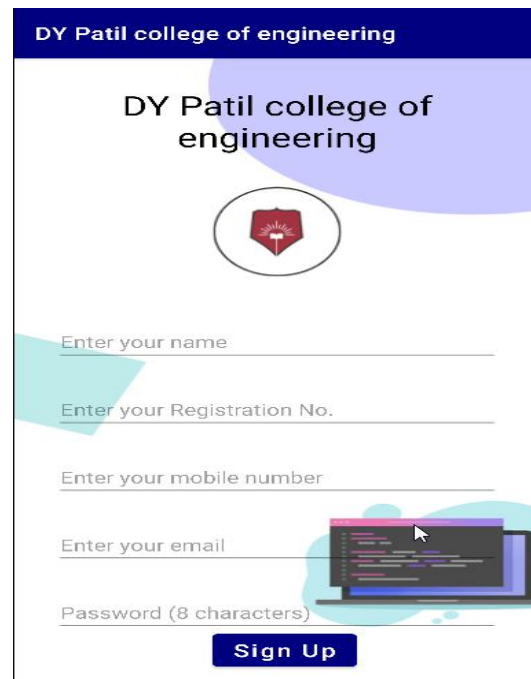 DY Patil college of engineering
DY Patil college of
engineering
Enter your name
Enter your Registration No.
Enter your mobile number
Enter your email
Password (8 characters)
Sign Up